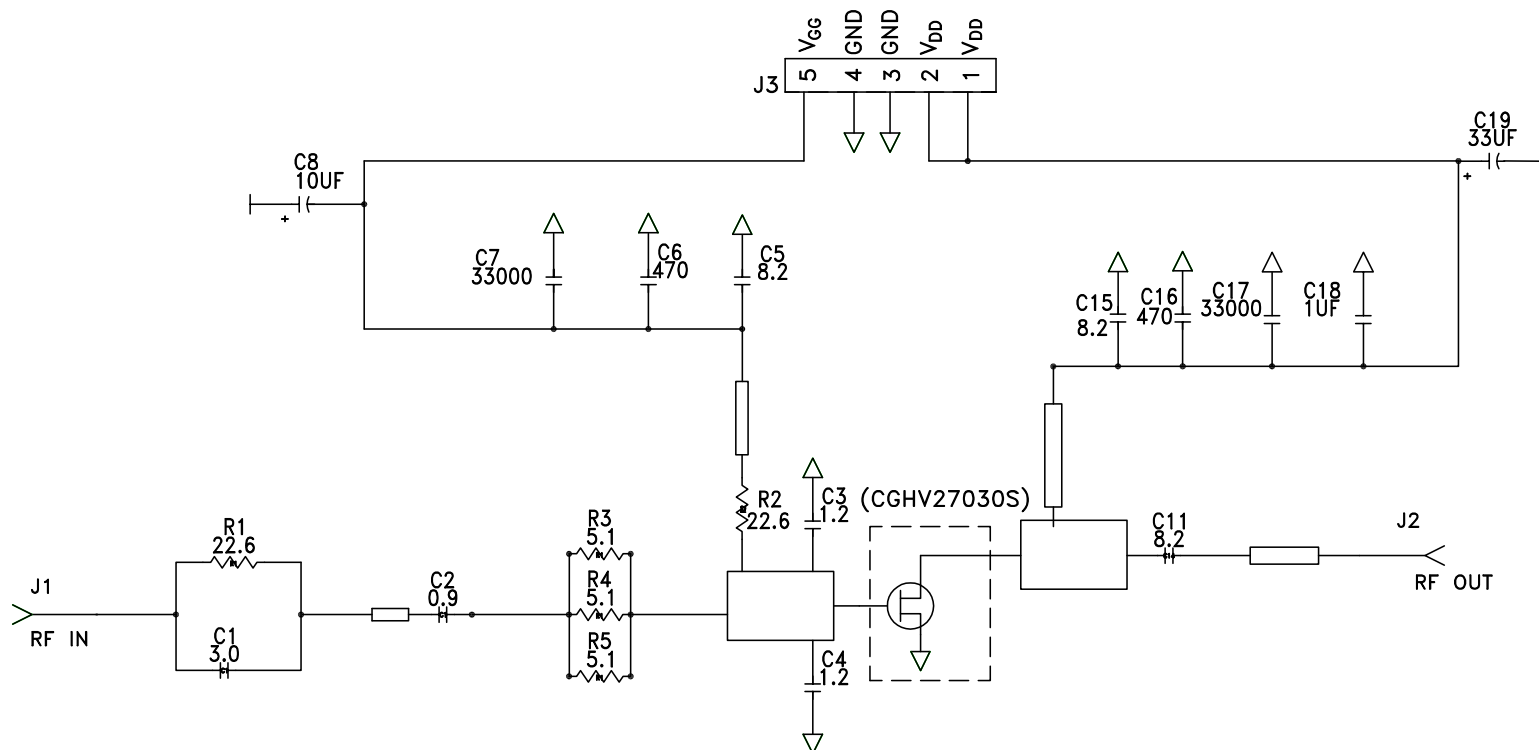 V_GG GND GND V_DD V_DD
5 4 3 2 1
J3
C19
33UF
+
C8
10UF
+
C7
33000
C6
470
C5
8.2
C15
8.2
C16
470
C17
33000
C18
1UF
R2
22.6
C3
1.2
(CGHV27030S)
C11
8.2
J2
RF OUT
R1
22.6
J1
RF IN
C1
3.0
C2
0.9
R3
5.1
R4
5.1
R5
5.1
C4
1.2